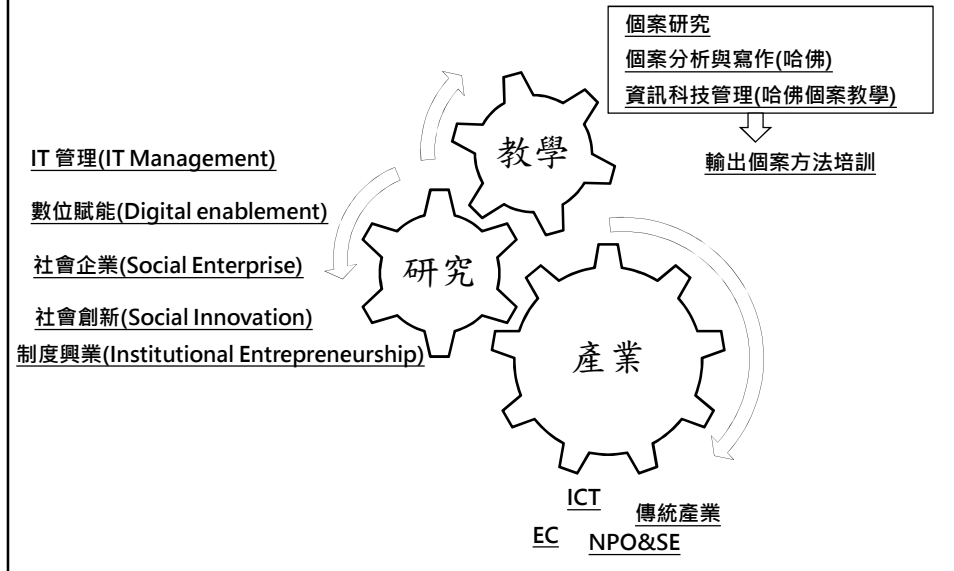 個案研究
個案分析與寫作(哈佛)
資訊科技管理(哈佛個案教學)
輸出個案方法培訓
教學
IT 管理(IT Management)
數位賦能(Digital enablement)
社會企業(Social Enterprise)
社會創新(Social Innovation)
制度興業(Institutional Entrepreneurship)
研究
產業
ICT
傳統產業
EC
NPO&SE